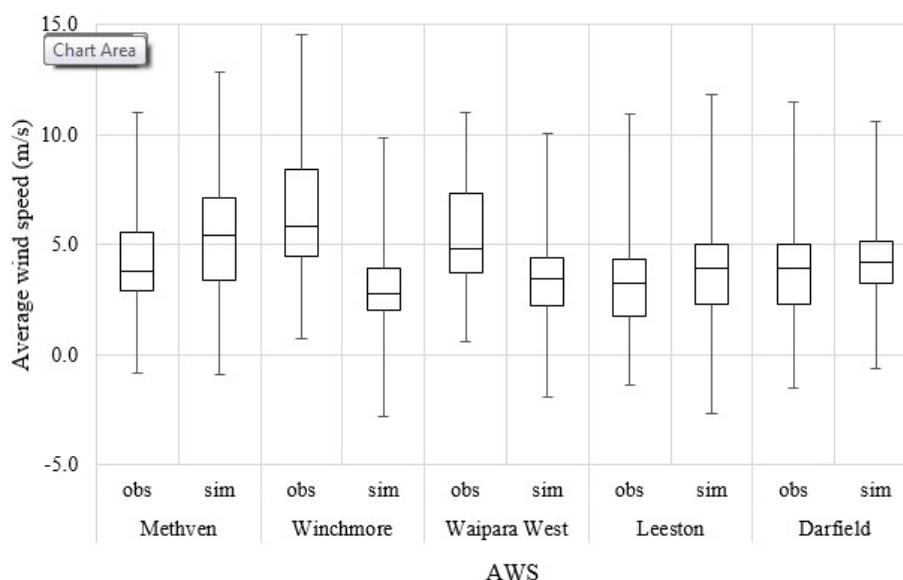 15.0
Chart Area
10.0
5.0
0.0
-5.0
Average wind speed (m/s)
obs sim obs sim obs sim obs sim obs sim
Methven Winchmore Waipara West Leeston Darfield
AWS